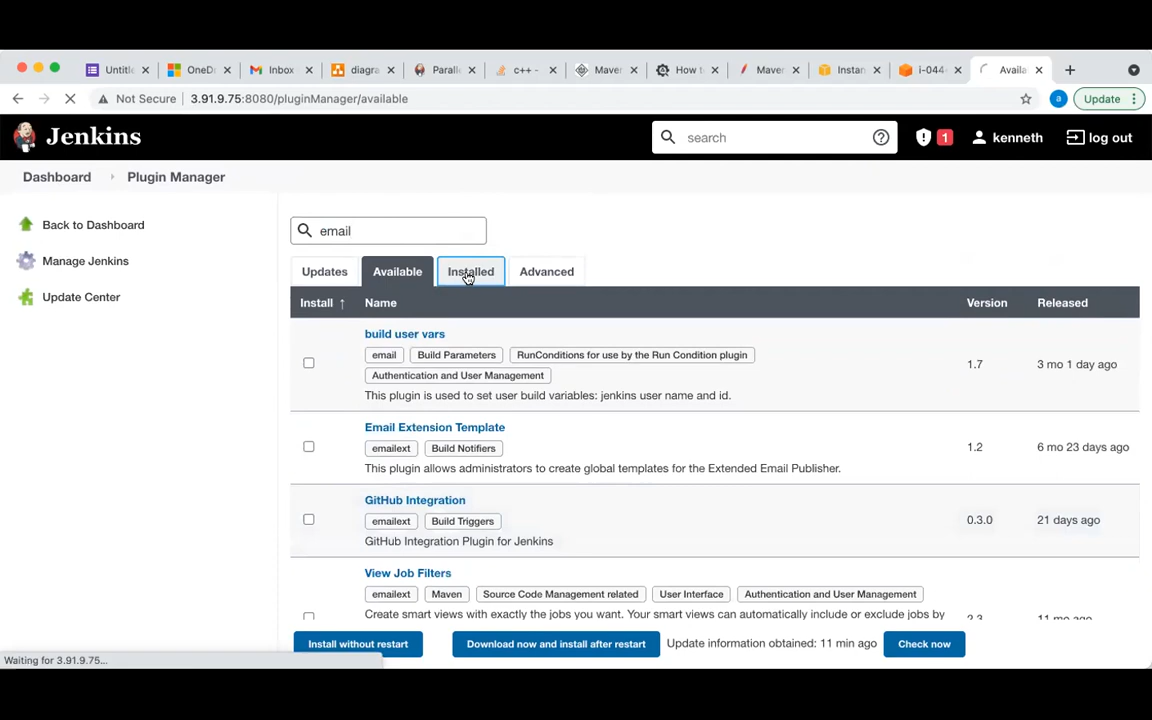 Untitl
OneD
Inbox
diagra
Paralle
c++ -
Maven
How to
Maven
Instan
i-044
Availa
Not Secure
3.91.9.75:8080/pluginManager/available
a
Update
Jenkins
search
1
kenneth
log out
Dashboard
Plugin Manager
Back to Dashboard
Manage Jenkins
Update Center
email
Updates
Available
Installed
Advanced
Install ↑ Name Version Released
build user vars
email Build Parameters RunConditions for use by the Run Condition plugin
Authentication and User Management
This plugin is used to set user build variables: jenkins user name and id.
1.7
3 mo 1 day ago
Email Extension Template
emailext Build Notifiers
This plugin allows administrators to create global templates for the Extended Email Publisher.
1.2
6 mo 23 days ago
GitHub Integration
emailext Build Triggers
GitHub Integration Plugin for Jenkins
0.3.0
21 days ago
View Job Filters
emailext Maven Source Code Management related User Interface Authentication and User Management
Create smart views with exactly the jobs you want. Your smart views can automatically include or exclude jobs by
2.3
11 mo ago
Install without restart
Download now and install after restart
Update information obtained: 11 min ago
Check now
Waiting for 3.91.9.75...